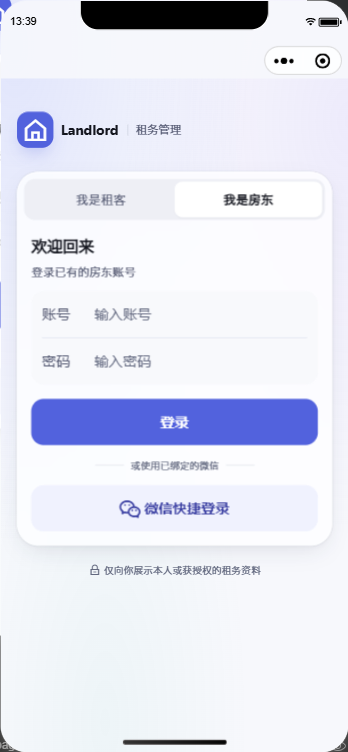 13:39
Landlord 租务管理
我是租客 我是房东
欢迎回来
登录已有的房东账号
账号 输入账号
密码 输入密码
登录
或使用已绑定的微信
微信快捷登录
仅向你展示本人或获授权的租务资料